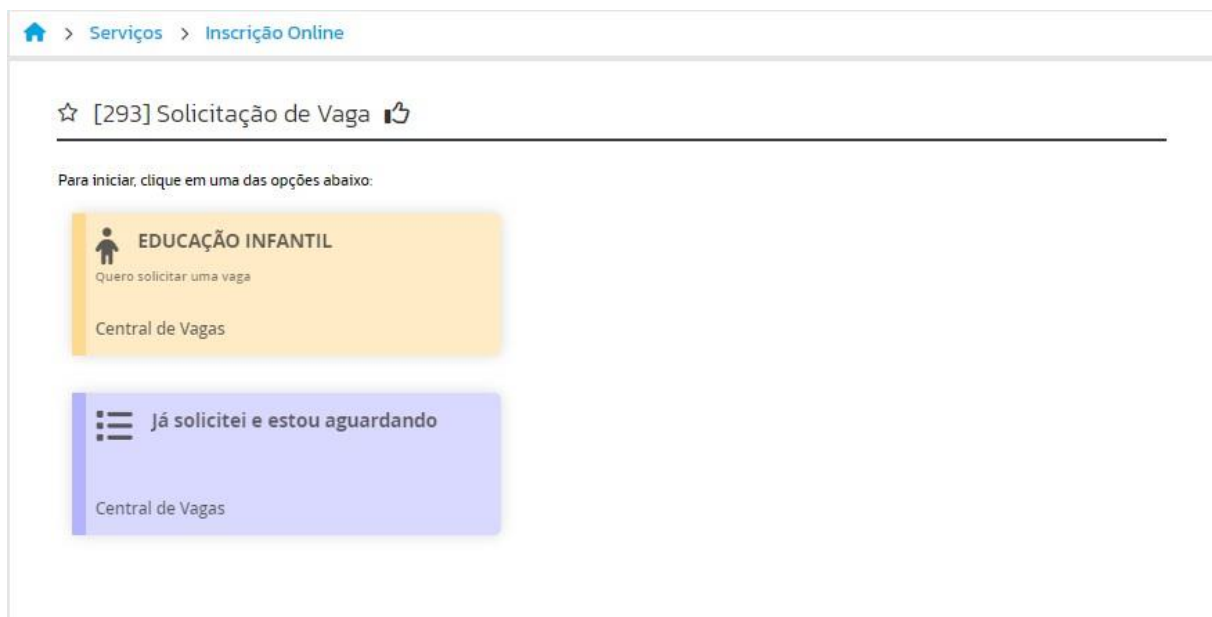 > Serviços > Inscrição Online
[293] Solicitação de Vaga
Para iniciar, clique em uma das opções abaixo:
EDUCAÇÃO INFANTIL
Quero solicitar uma vaga
Central de Vagas
Já solicitei e estou aguardando
Central de Vagas